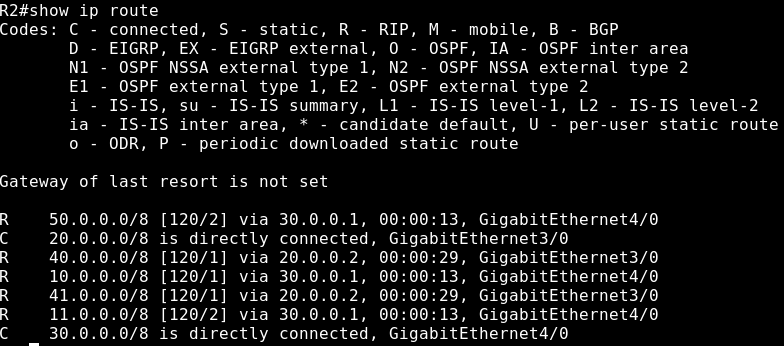 R2#show ip route
Codes: C - connected, S - static, R - RIP, M - mobile, B - BGP
       D - EIGRP, EX - EIGRP external, O - OSPF, IA - OSPF inter area
       N1 - OSPF NSSA external type 1, N2 - OSPF NSSA external type 2
       E1 - OSPF external type 1, E2 - OSPF external type 2
       i - IS-IS, su - IS-IS summary, L1 - IS-IS level-1, L2 - IS-IS level-2
       ia - IS-IS inter area, * - candidate default, U - per-user static route
       o - ODR, P - periodic downloaded static route
Gateway of last resort is not set
R    50.0.0.0/8 [120/2] via 30.0.0.1, 00:00:13, GigabitEthernet4/0
C    20.0.0.0/8 is directly connected, GigabitEthernet3/0
R    40.0.0.0/8 [120/1] via 20.0.0.2, 00:00:29, GigabitEthernet3/0
R    10.0.0.0/8 [120/1] via 30.0.0.1, 00:00:13, GigabitEthernet4/0
R    41.0.0.0/8 [120/1] via 20.0.0.2, 00:00:29, GigabitEthernet3/0
R    11.0.0.0/8 [120/2] via 30.0.0.1, 00:00:13, GigabitEthernet4/0
C    30.0.0.0/8 is directly connected, GigabitEthernet4/0